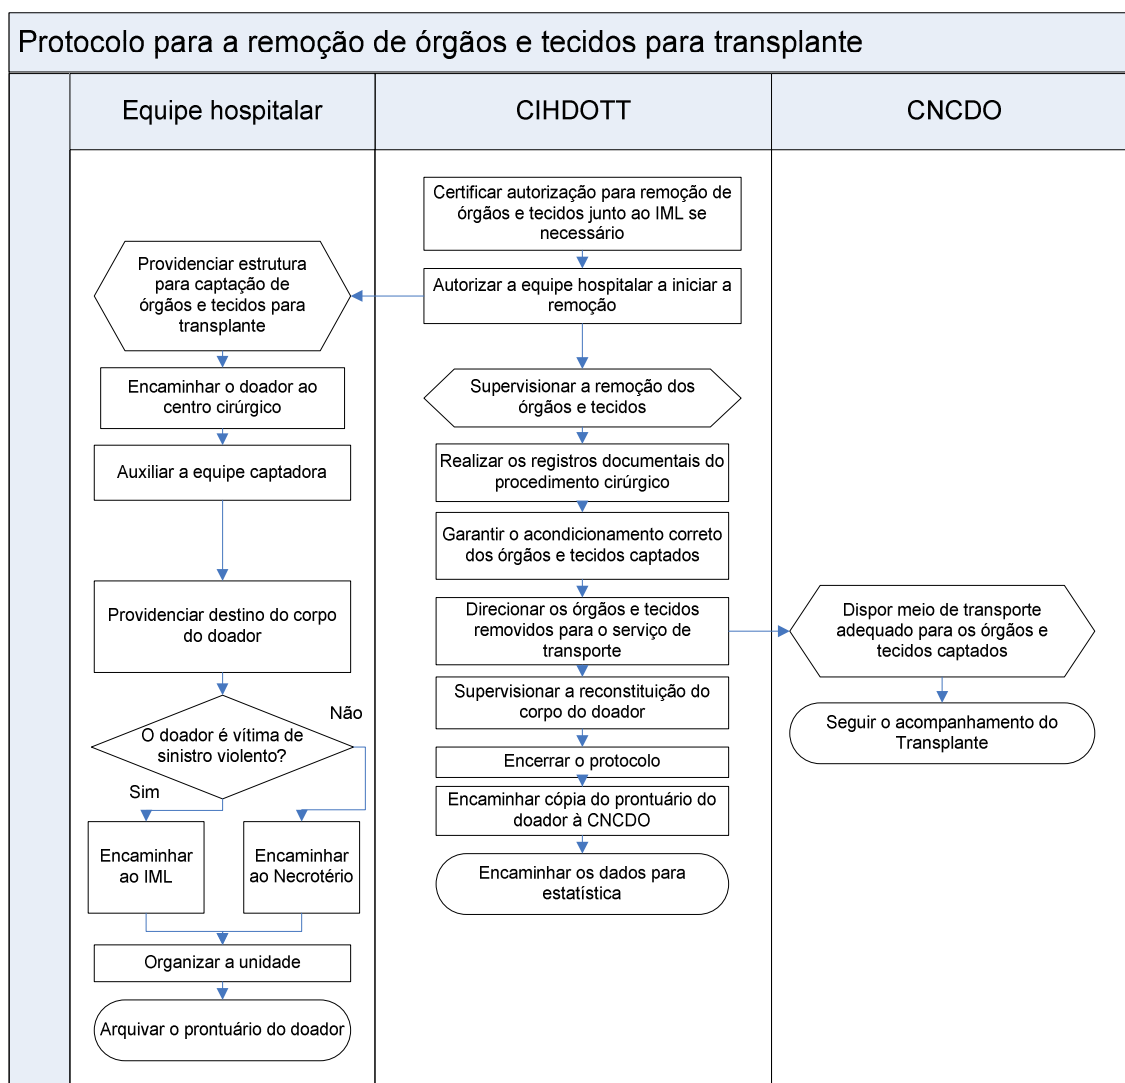 Protocolo para a remoção de órgãos e tecidos para transplante
Equipe hospitalar
CIHDOTT
CNCDO
Certificar autorização para remoção de
órgãos e tecidos junto ao IML se
necessário
Autorizar a equipe hospitalar a iniciar a
remoção
Providenciar estrutura
para captação de
órgãos e tecidos para
transplante
Encaminhar o doador ao
centro cirúrgico
Auxiliar a equipe captadora
Providenciar destino do corpo
do doador
O doador é vítima de
sinistro violento?
Não
Sim
Encaminhar
ao IML
Encaminhar
ao Necrotério
Organizar a unidade
Arquivar o prontuário do doador
Supervisionar a remoção dos
órgãos e tecidos
Realizar os registros documentais do
procedimento cirúrgico
Garantir o acondicionamento correto
dos órgãos e tecidos captados
Direcionar os órgãos e tecidos
removidos para o serviço de
transporte
Supervisionar a reconstituição do
corpo do doador
Encerrar o protocolo
Encaminhar cópia do prontuário do
doador à CNCDO
Encaminhar os dados para
estatística
Dispor meio de transporte
adequado para os órgãos e
tecidos captados
Seguir o acompanhamento do
Transplante